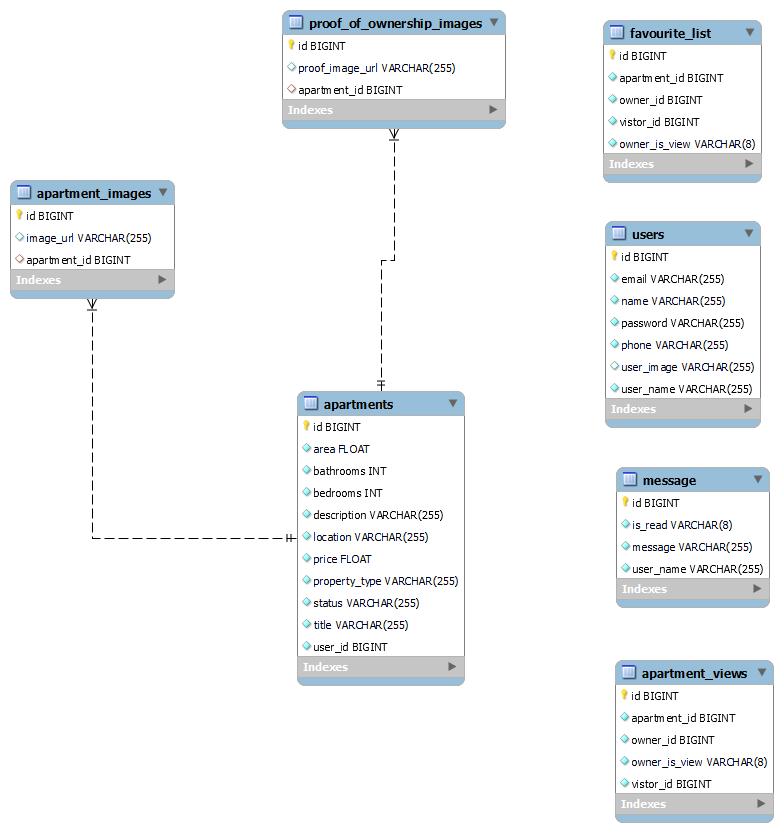 proof_of_ownership_images
id BIGINT
proof_image_url VARCHAR(255)
apartment_id BIGINT
Indexes
favourite_list
id BIGINT
apartment_id BIGINT
owner_id BIGINT
vistor_id BIGINT
owner_is_view VARCHAR(8)
Indexes
apartment_images
id BIGINT
image_url VARCHAR(255)
apartment_id BIGINT
Indexes
users
id BIGINT
email VARCHAR(255)
name VARCHAR(255)
password VARCHAR(255)
phone VARCHAR(255)
user_image VARCHAR(255)
user_name VARCHAR(255)
Indexes
apartments
id BIGINT
area FLOAT
bathrooms INT
bedrooms INT
description VARCHAR(255)
location VARCHAR(255)
price FLOAT
property_type VARCHAR(255)
status VARCHAR(255)
title VARCHAR(255)
user_id BIGINT
Indexes
message
id BIGINT
is_read VARCHAR(8)
message VARCHAR(255)
user_name VARCHAR(255)
Indexes
apartment_views
id BIGINT
apartment_id BIGINT
owner_id BIGINT
owner_is_view VARCHAR(8)
vistor_id BIGINT
Indexes